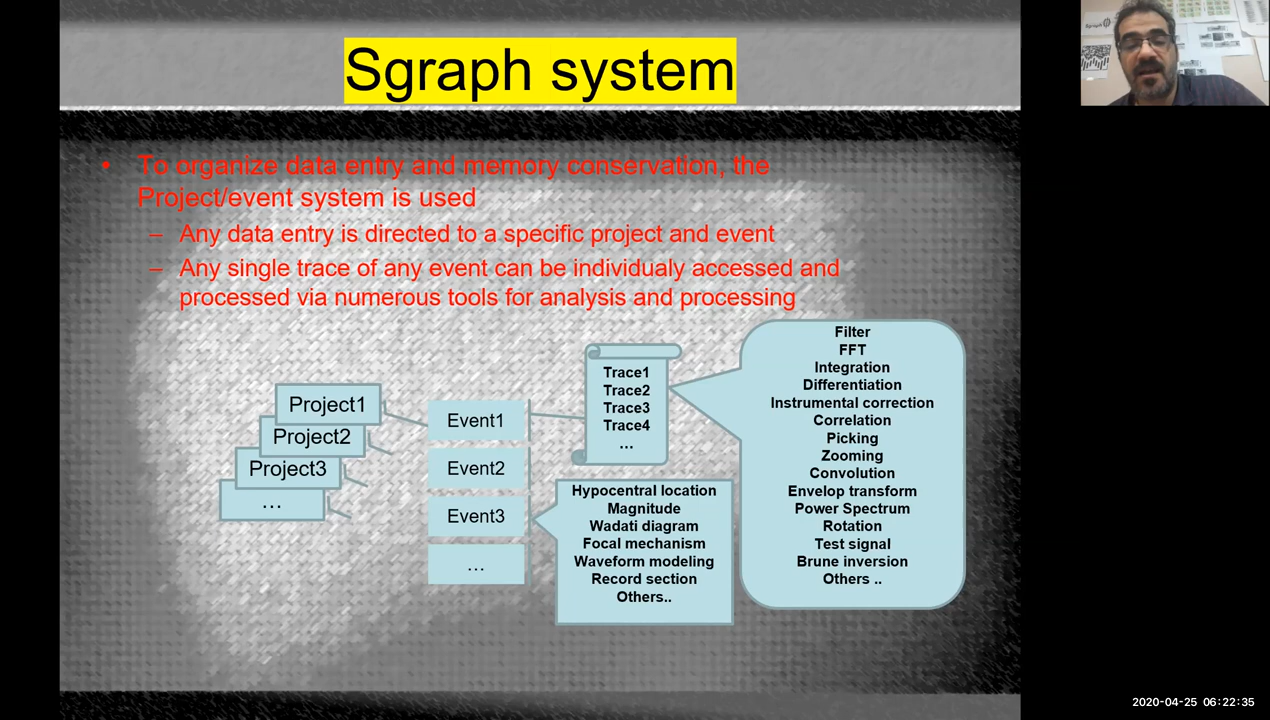 Sgraph system
• To organize data entry and memory conservation, the
Project/event system is used
– Any data entry is directed to a specific project and event
– Any single trace of any event can be individualy accessed and
processed via numerous tools for analysis and processing
Project1
Project2
Project3
...
Event1
Event2
Event3
...
Trace1
Trace2
Trace3
Trace4
...
Hypocentral location
Magnitude
Wadati diagram
Focal mechanism
Waveform modeling
Record section
Others..
Filter
FFT
Integration
Differentiation
Instrumental correction
Correlation
Picking
Zooming
Convolution
Envelop transform
Power Spectrum
Rotation
Test signal
Brune inversion
Others ..
2020-04-25 06:22:35